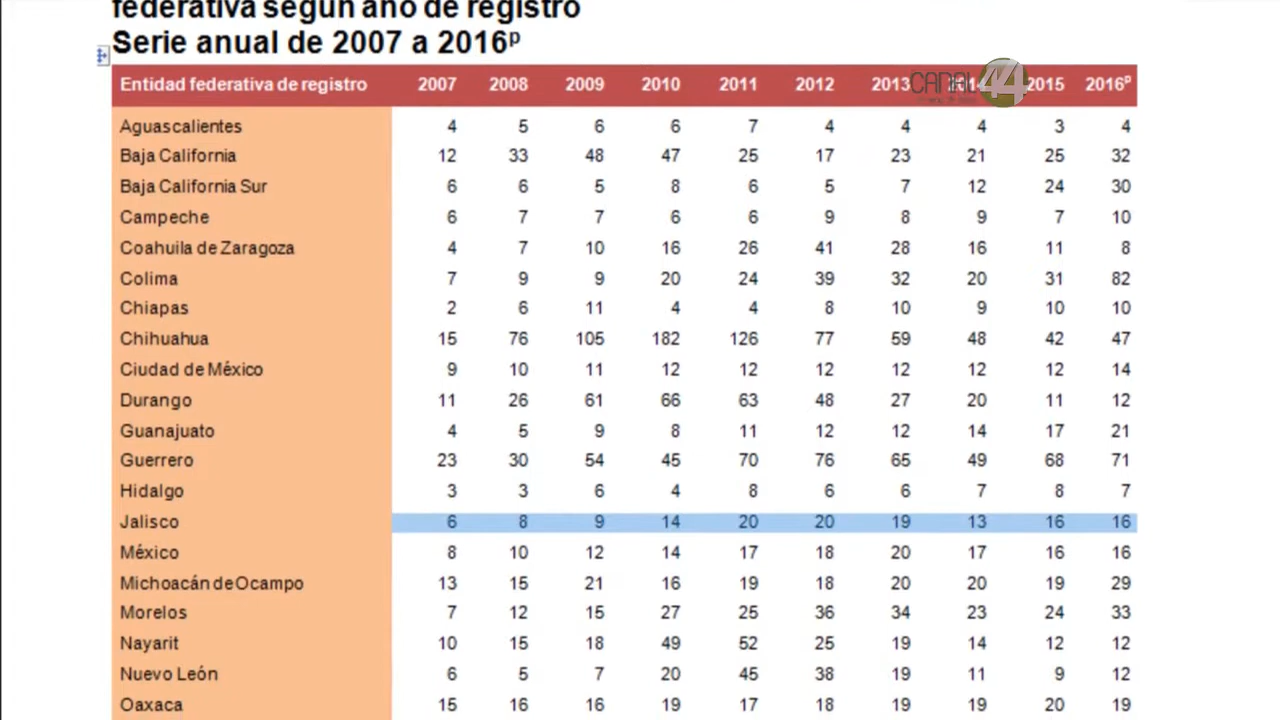 federativa según año de registro
Serie anual de 2007 a 2016ᵖ
Entidad federativa de registro 2007 2008 2009 2010 2011 2012 2013 2014 2015 2016ᵖ
CANAL 44
Aguascalientes 4 5 6 6 7 4 4 4 3 4
Baja California 12 33 48 47 25 17 23 21 25 32
Baja California Sur 6 6 5 8 6 5 7 12 24 30
Campeche 6 7 7 6 6 9 8 9 7 10
Coahuila de Zaragoza 4 7 10 16 26 41 28 16 11 8
Colima 7 9 9 20 24 39 32 20 31 82
Chiapas 2 6 11 4 4 8 10 9 10 10
Chihuahua 15 76 105 182 126 77 59 48 42 47
Ciudad de México 9 10 11 12 12 12 12 12 12 14
Durango 11 26 61 66 63 48 27 20 11 12
Guanajuato 4 5 9 8 11 12 12 14 17 21
Guerrero 23 30 54 45 70 76 65 49 68 71
Hidalgo 3 3 6 4 8 6 6 7 8 7
Jalisco 6 8 9 14 20 20 19 13 16 16
México 8 10 12 14 17 18 20 17 16 16
Michoacán de Ocampo 13 15 21 16 19 18 20 20 19 29
Morelos 7 12 15 27 25 36 34 23 24 33
Nayarit 10 15 18 49 52 25 19 14 12 12
Nuevo León 6 5 7 20 45 38 19 11 9 12
Oaxaca 15 16 16 19 17 18 19 19 20 19